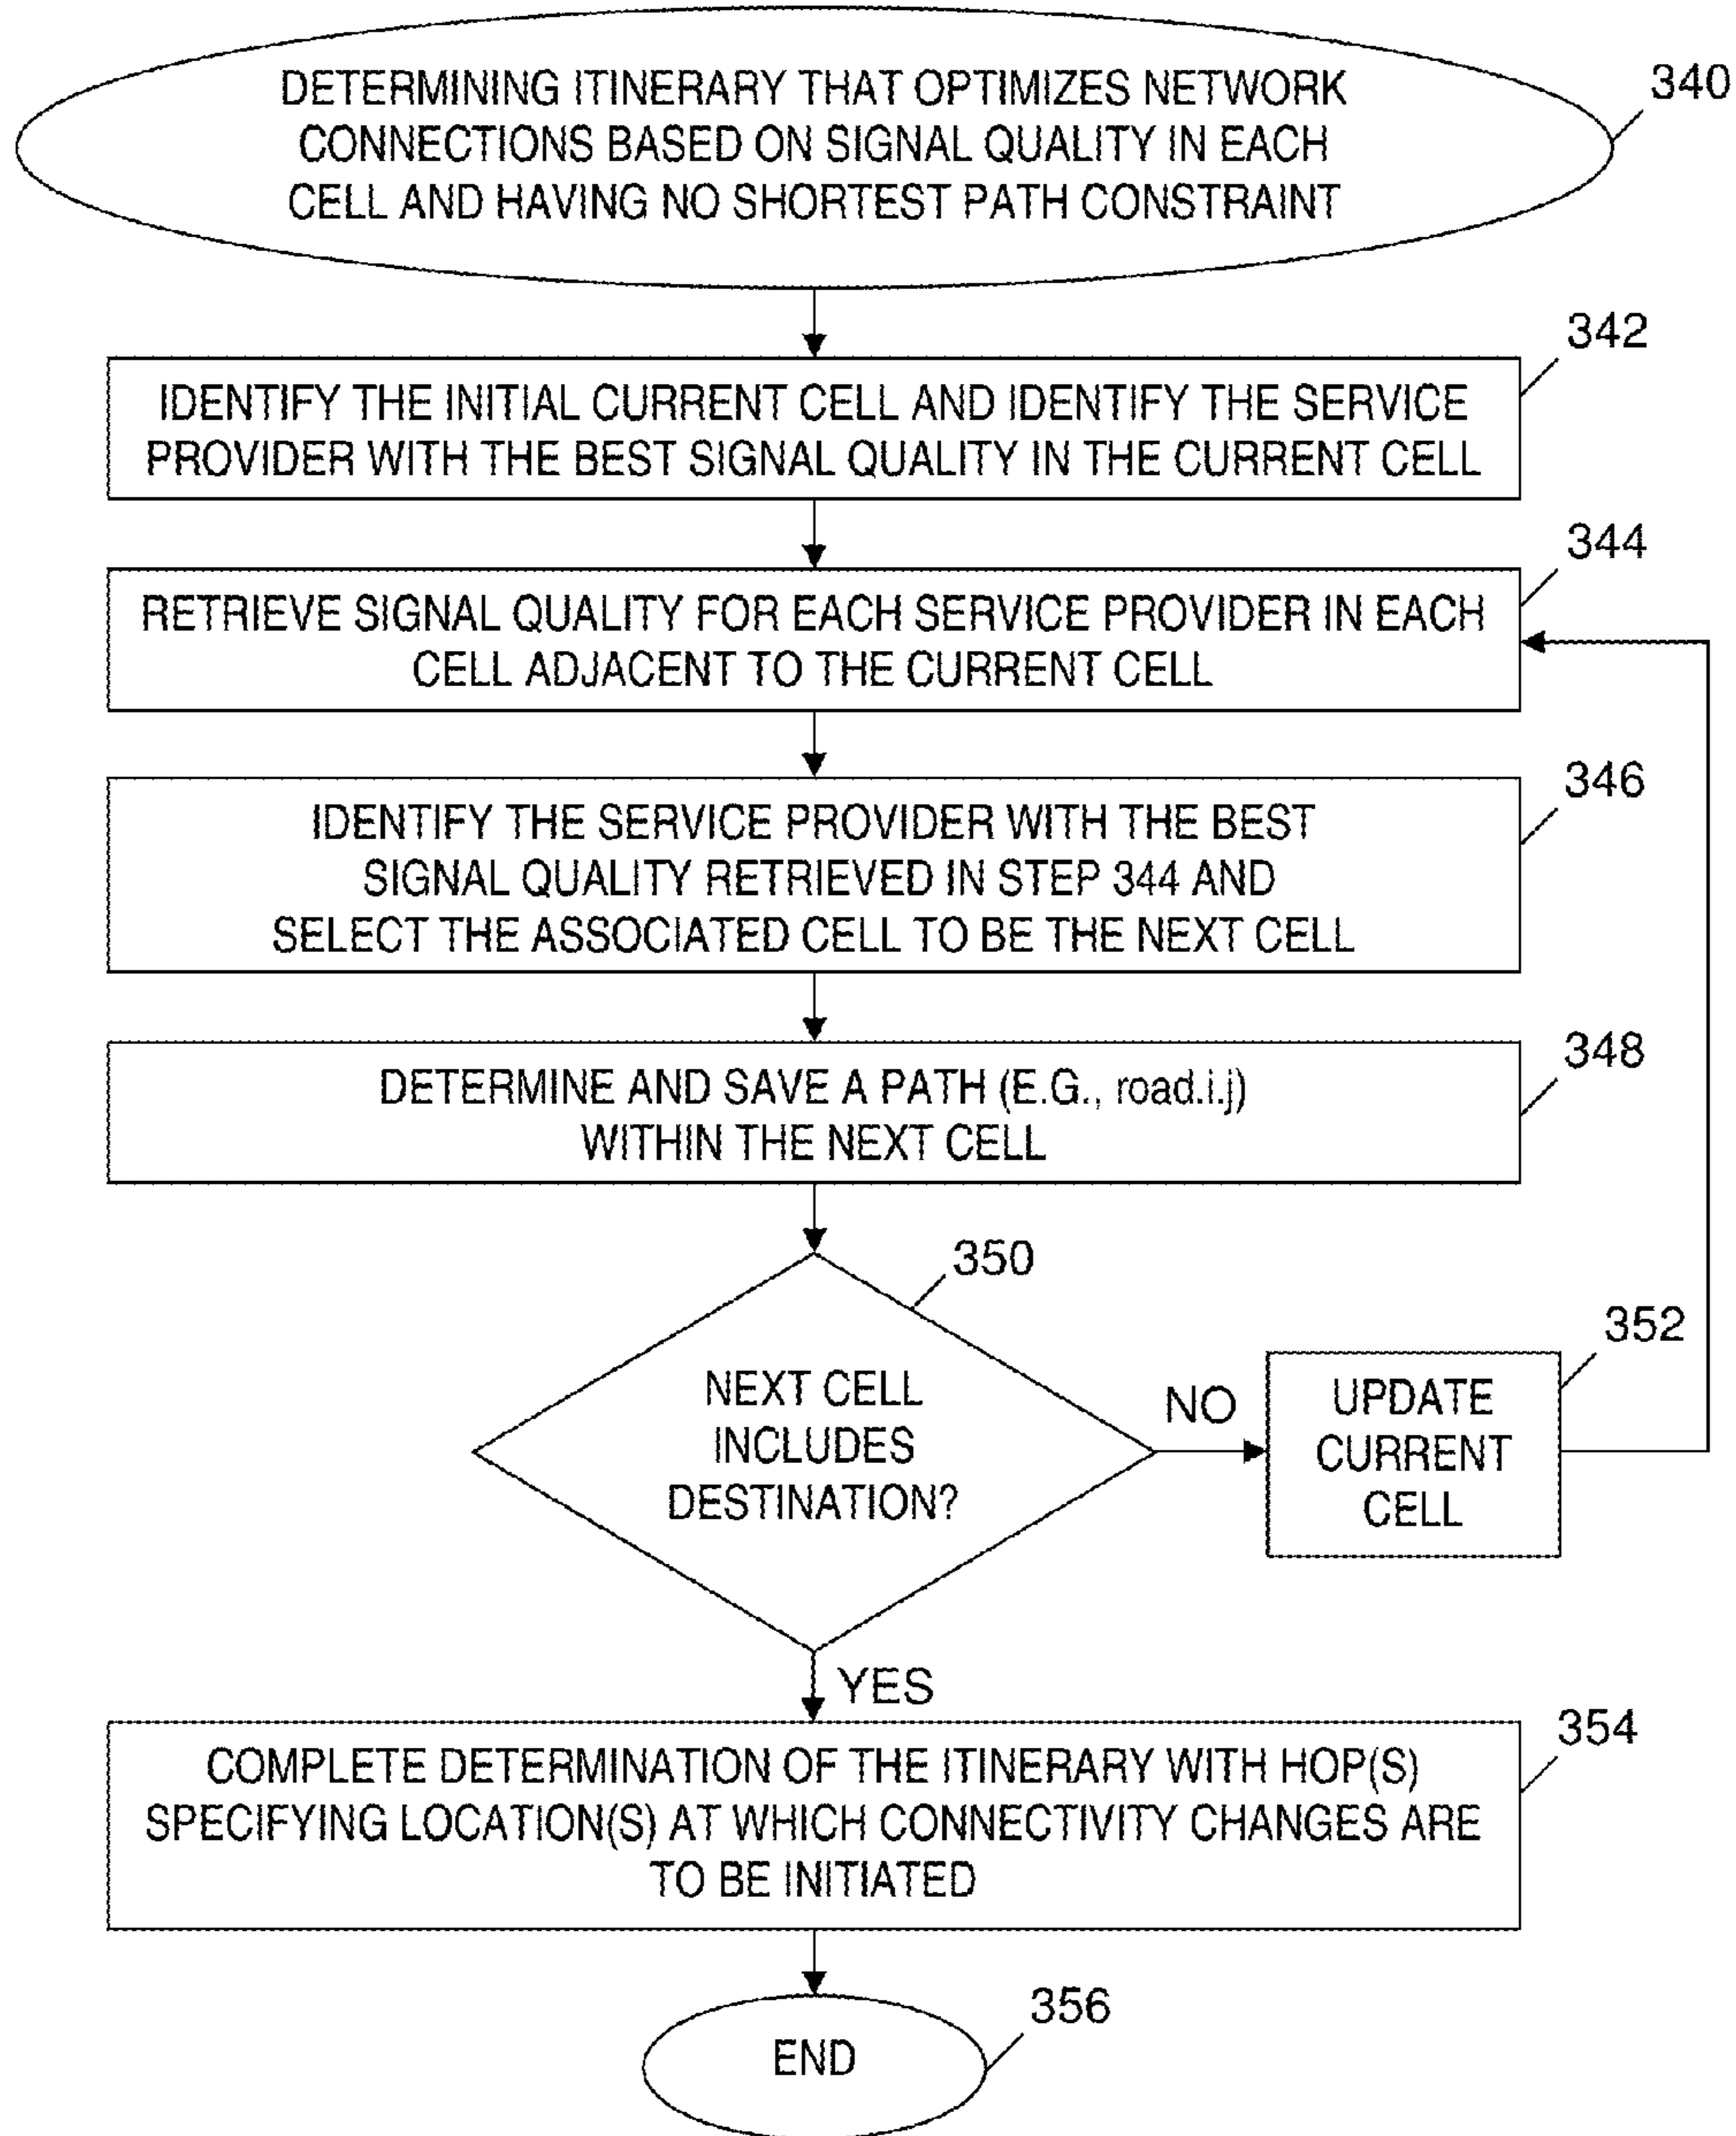 DETERMINING ITINERARY THAT OPTIMIZES NETWORK
CONNECTIONS BASED ON SIGNAL QUALITY IN EACH
CELL AND HAVING NO SHORTEST PATH CONSTRAINT
340
342
IDENTIFY THE INITIAL CURRENT CELL AND IDENTIFY THE SERVICE
PROVIDER WITH THE BEST SIGNAL QUALITY IN THE CURRENT CELL
344
RETRIEVE SIGNAL QUALITY FOR EACH SERVICE PROVIDER IN EACH
CELL ADJACENT TO THE CURRENT CELL
346
IDENTIFY THE SERVICE PROVIDER WITH THE BEST
SIGNAL QUALITY RETRIEVED IN STEP 344 AND
SELECT THE ASSOCIATED CELL TO BE THE NEXT CELL
348
DETERMINE AND SAVE A PATH (E.G., road.i.j)
WITHIN THE NEXT CELL
350
NEXT CELL
INCLUDES
DESTINATION?
NO
352
UPDATE
CURRENT
CELL
YES
354
COMPLETE DETERMINATION OF THE ITINERARY WITH HOP(S)
SPECIFYING LOCATION(S) AT WHICH CONNECTIVITY CHANGES ARE
TO BE INITIATED
356
END